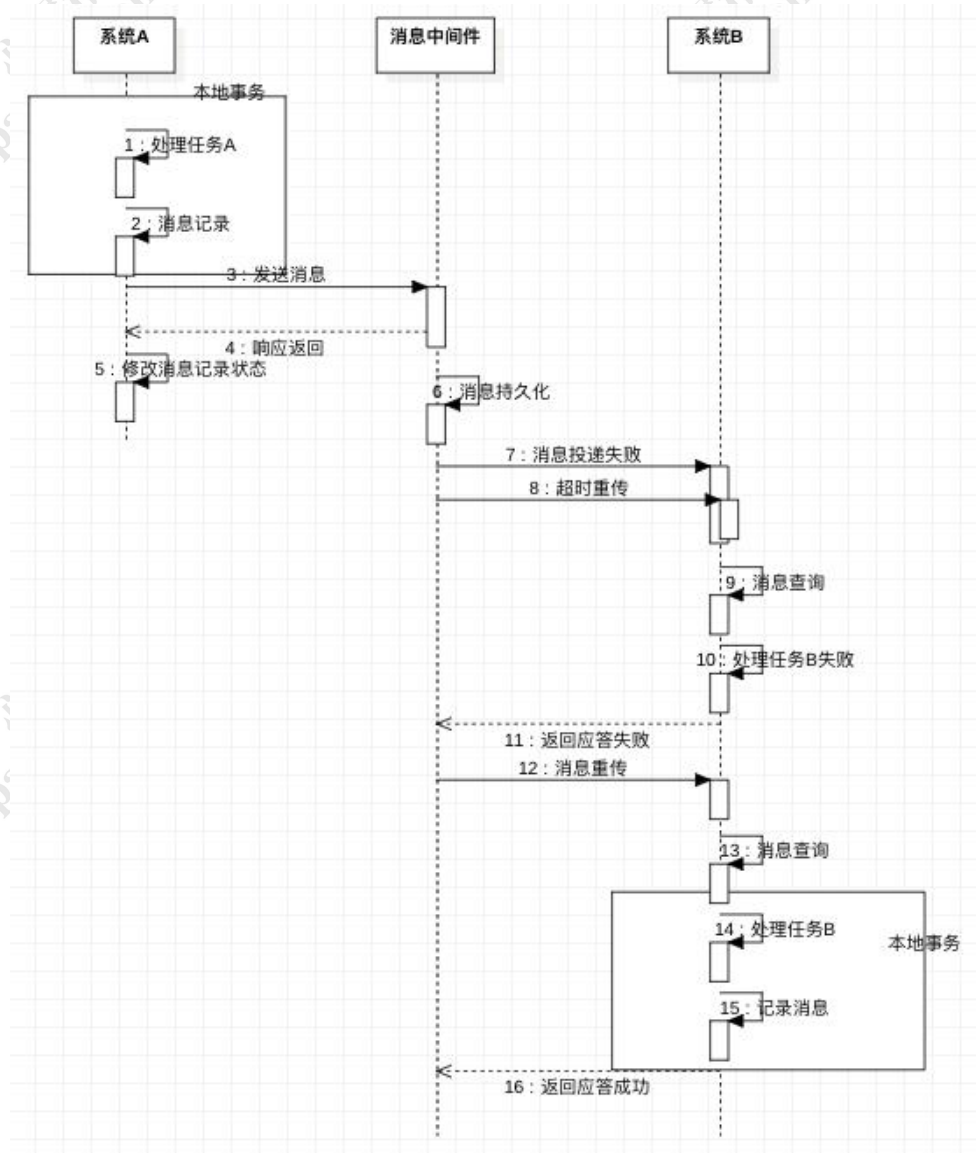 系统A
消息中间件
系统B
本地事务
1：处理任务A
2：消息记录
3：发送消息
4：响应返回
5：修改消息记录状态
6：消息持久化
7：消息投递失败
8：超时重传
9：消息查询
10：处理任务B失败
11：返回应答失败
12：消息重传
13：消息查询
14：处理任务B
本地事务
15：记录消息
16：返回应答成功